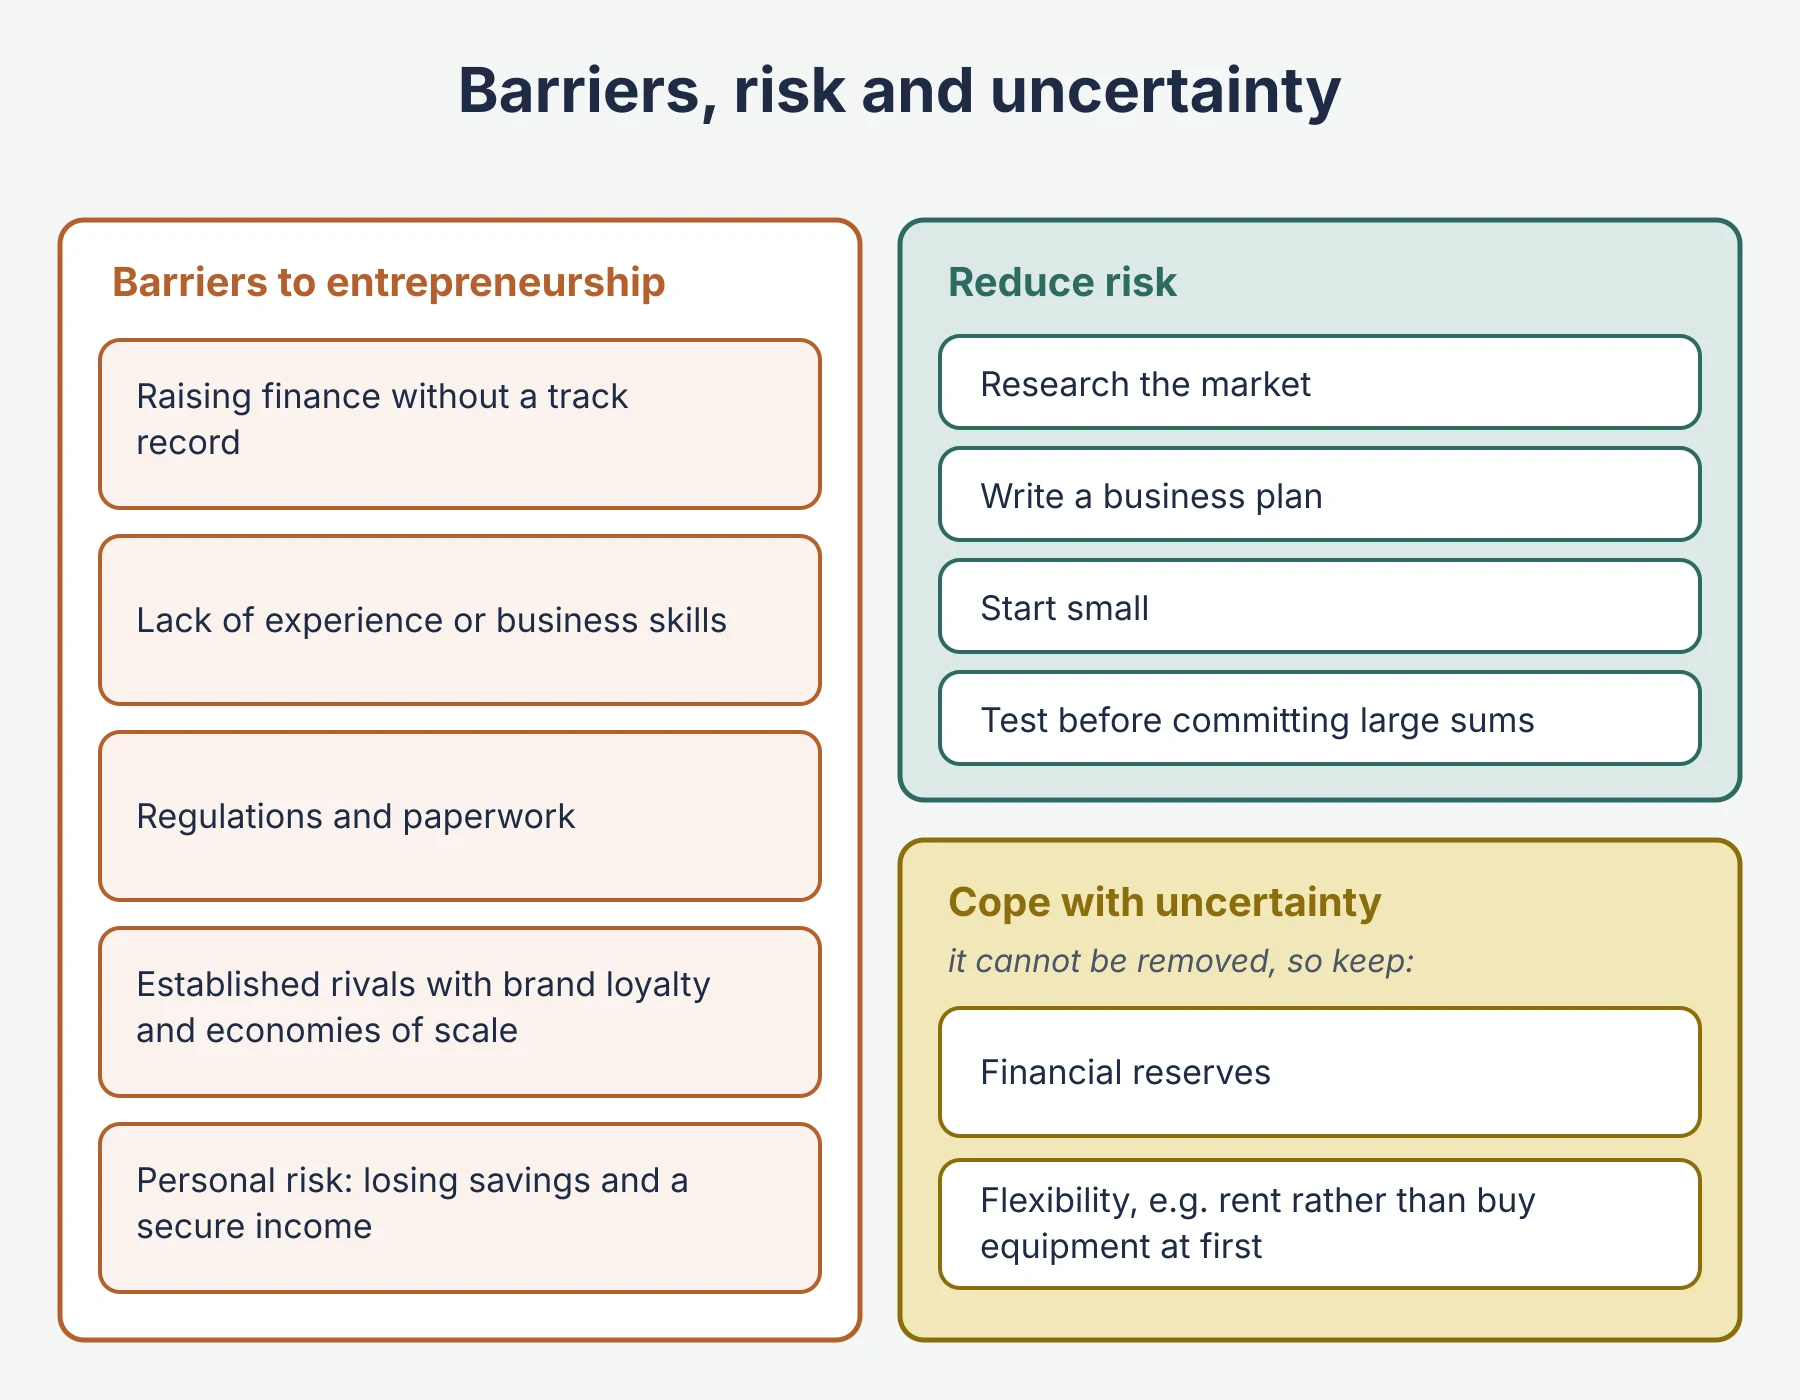 Barriers, risk and uncertainty
Barriers to entrepreneurship
Raising finance without a track
record
Lack of experience or business skills
Regulations and paperwork
Established rivals with brand loyalty
and economies of scale
Personal risk: losing savings and a
secure income
Reduce risk
Research the market
Write a business plan
Start small
Test before committing large sums
Cope with uncertainty
it cannot be removed, so keep:
Financial reserves
Flexibility, e.g. rent rather than buy
equipment at first